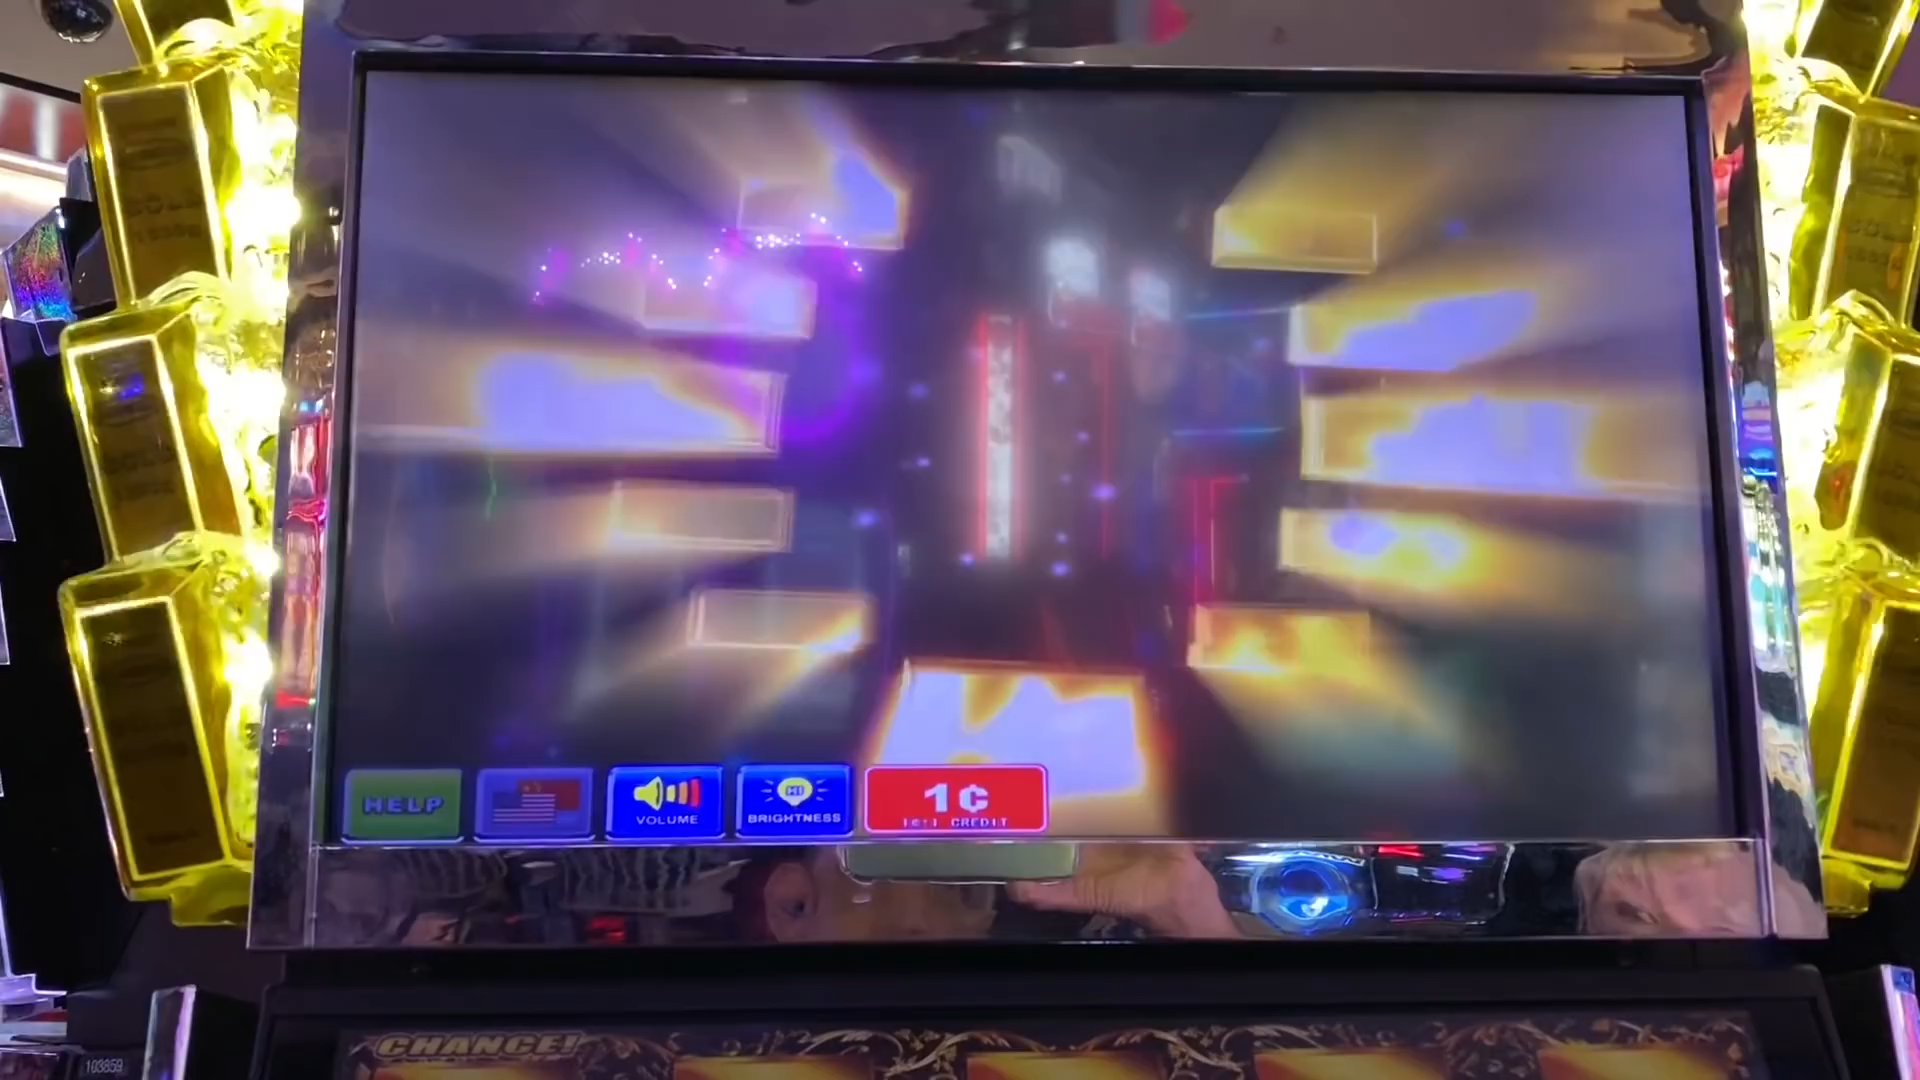 HELP
VOLUME
HI
BRIGHTNESS
1¢
CREDIT
CHANCE!
103859